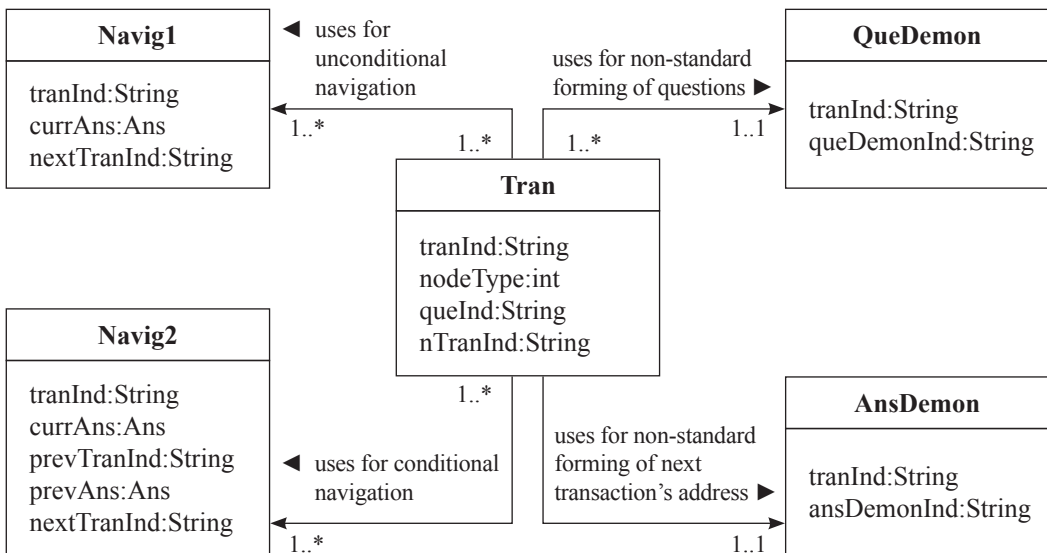 Navig1
tranInd:String
currAns:Ans
nextTranInd:String
◄ uses for
unconditional
navigation
1..*
1..*
uses for non-standard
forming of questions ►
1..*
1..1
QueDemon
tranInd:String
queDemonInd:String
Tran
tranInd:String
nodeType:int
queInd:String
nTranInd:String
Navig2
tranInd:String
currAns:Ans
prevTranInd:String
prevAns:Ans
nextTranInd:String
1..*
◄ uses for conditional
navigation
1..*
uses for non-standard
forming of next
transaction’s address ►
1..1
AnsDemon
tranInd:String
ansDemonInd:String